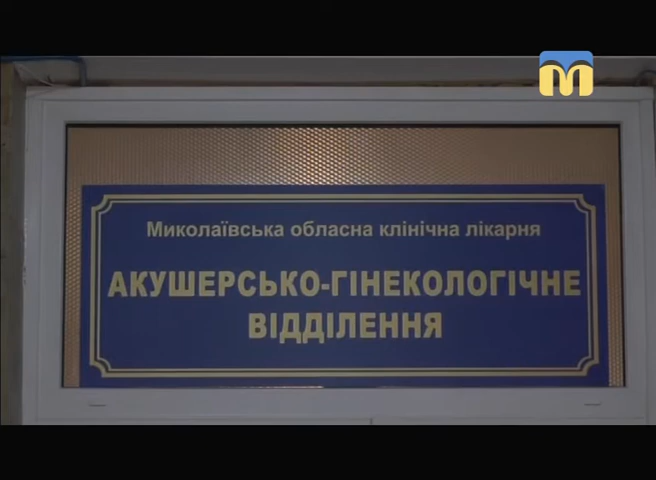 Миколаївська обласна клінічна лікарня
АКУШЕРСЬКО-ГІНЕКОЛОГІЧНЕ
ВІДДІЛЕННЯ